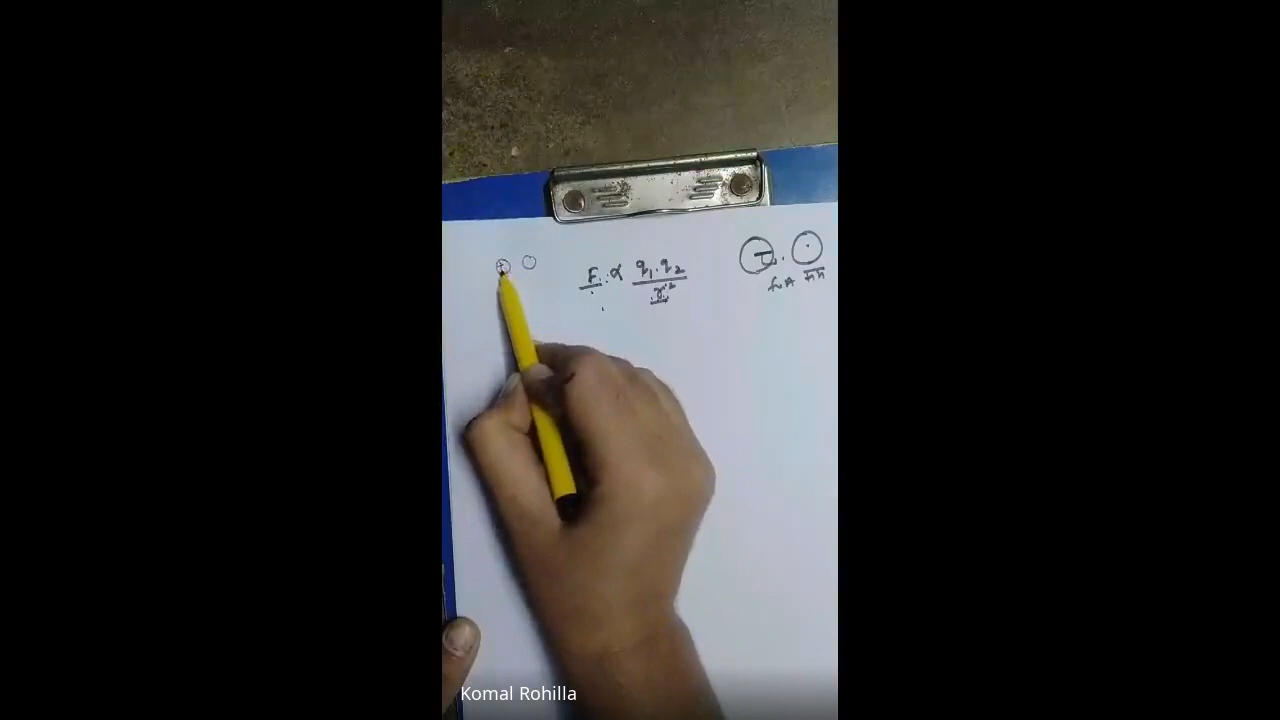 F ∝ q₁.q₂ / r²
Komal Rohilla